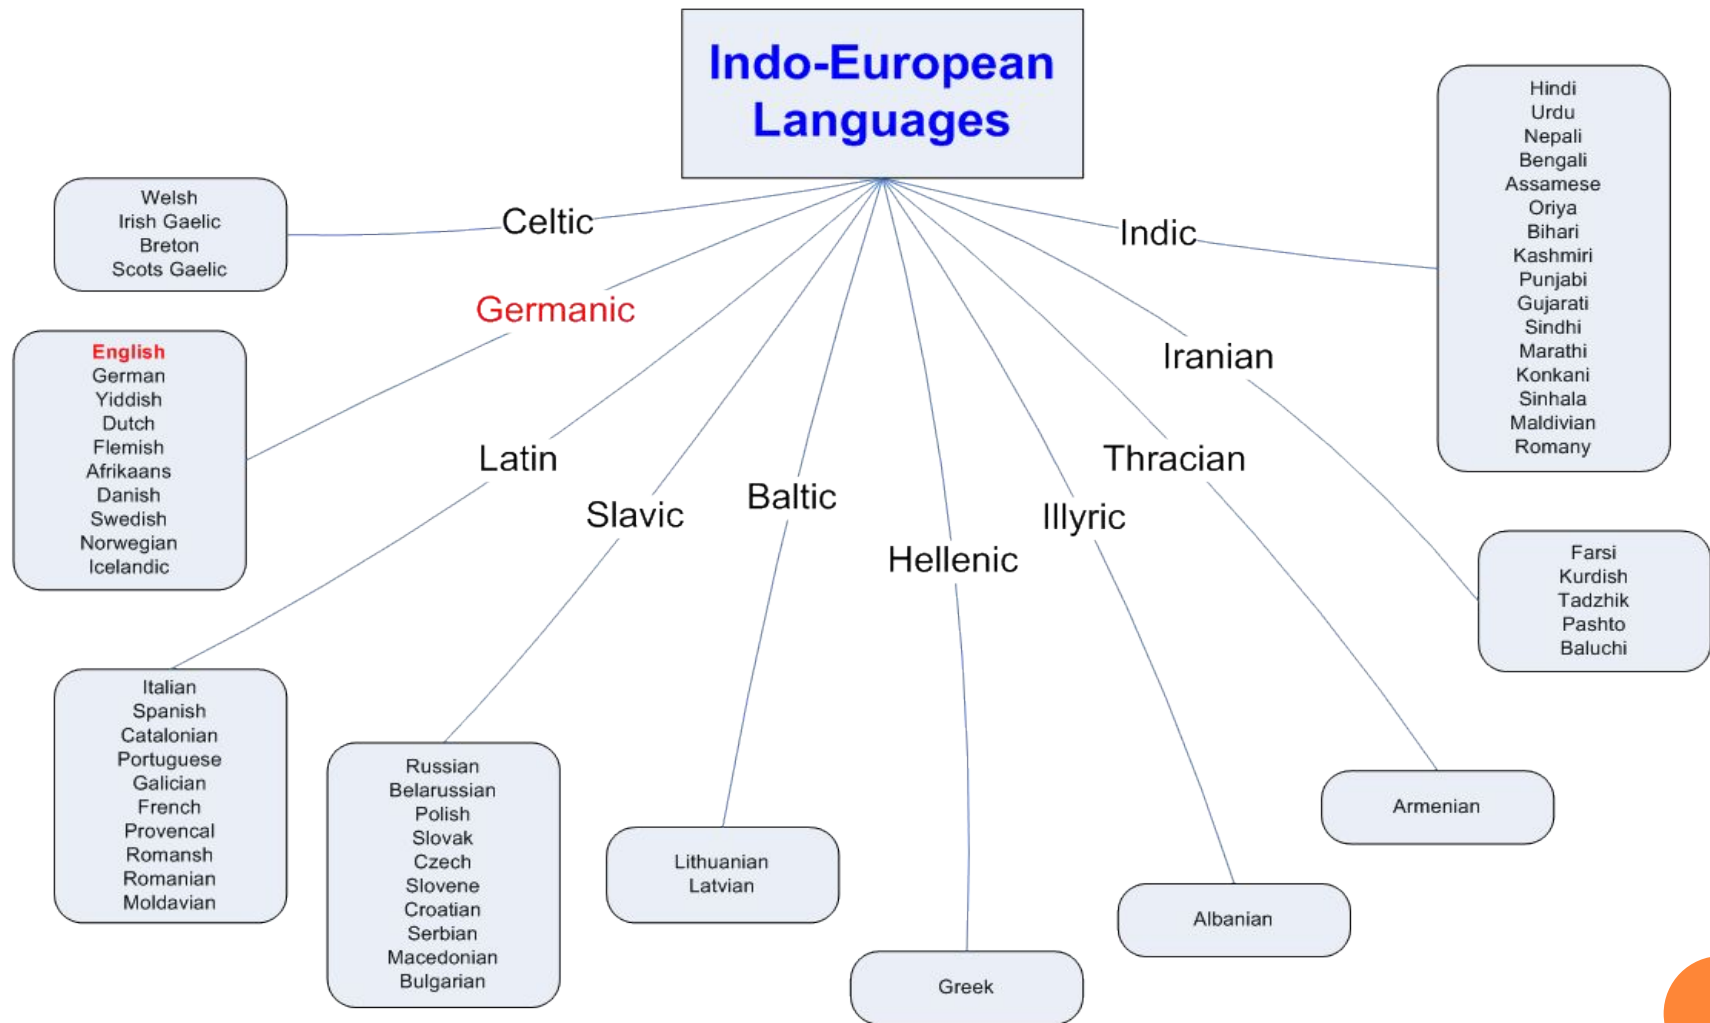 Indo-European
Languages
Celtic
Welsh
Irish Gaelic
Breton
Scots Gaelic
Germanic
English
German
Yiddish
Dutch
Flemish
Afrikaans
Danish
Swedish
Norwegian
Icelandic
Latin
Italian
Spanish
Catalonian
Portuguese
Galician
French
Provencal
Romansh
Romanian
Moldavian
Slavic
Russian
Belarussian
Polish
Slovak
Czech
Slovene
Croatian
Serbian
Macedonian
Bulgarian
Baltic
Lithuanian
Latvian
Hellenic
Greek
Illyric
Albanian
Thracian
Armenian
Iranian
Farsi
Kurdish
Tadzhik
Pashto
Baluchi
Indic
Hindi
Urdu
Nepali
Bengali
Assamese
Oriya
Bihari
Kashmiri
Punjabi
Gujarati
Sindhi
Marathi
Konkani
Sinhala
Maldivian
Romany